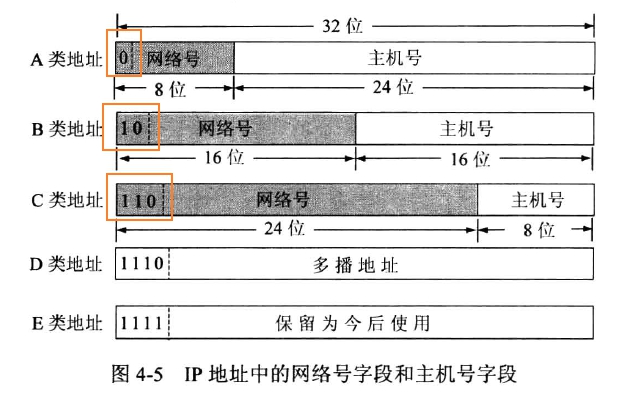 32 位
A 类地址 0 网络号 主机号
8 位 24 位
B 类地址 10 网络号 主机号
16 位 16 位
C 类地址 110 网络号 主机号
24 位 8 位
D 类地址 1110 多播地址
E 类地址 1111 保留为今后使用
图 4-5 IP 地址中的网络号字段和主机号字段